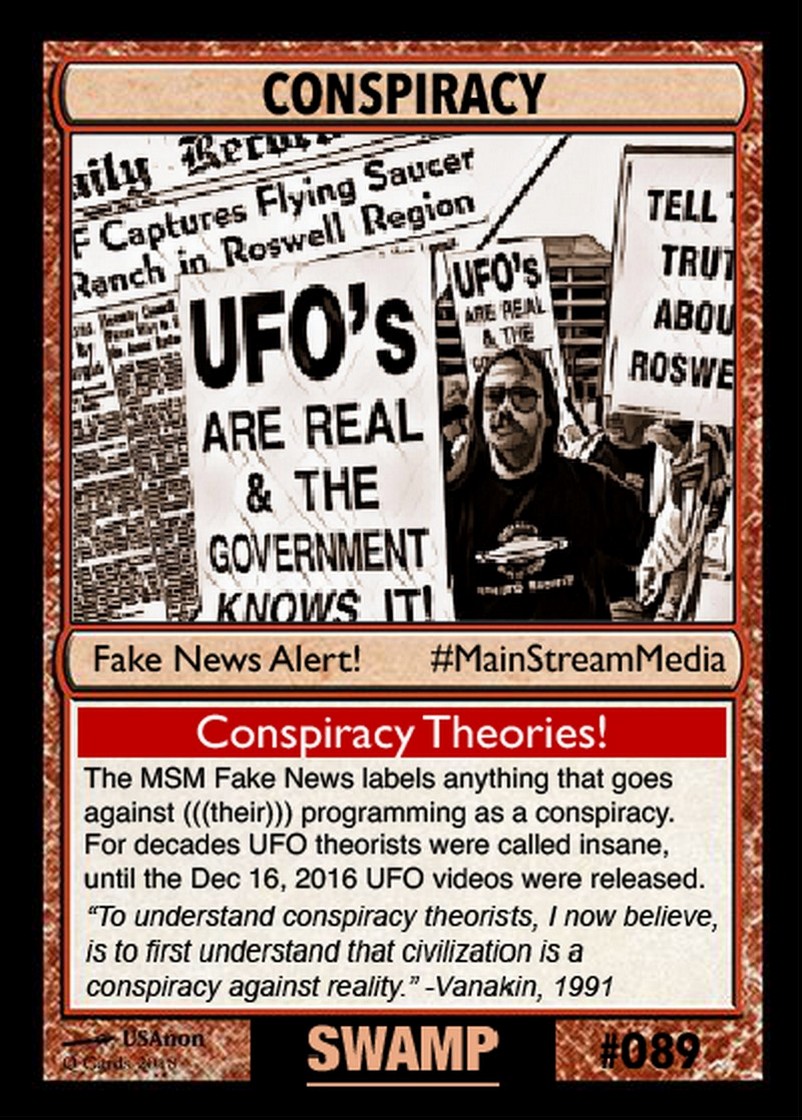 CONSPIRACY
aily Recor
F Captures Flying Saucer
Ranch in Roswell Region
UFO's
ARE REAL
& THE
GOVERNMENT
KNOWS IT!
UFO's
ARE REAL
& THE
TELL
TRUT
ABOU
ROSWE
Fake News Alert! #MainStreamMedia
Conspiracy Theories!
The MSM Fake News labels anything that goes
against (((their))) programming as a conspiracy.
For decades UFO theorists were called insane,
until the Dec 16, 2016 UFO videos were released.
“To understand conspiracy theorists, I now believe,
is to first understand that civilization is a
conspiracy against reality.” -Vanakin, 1991
USAnon
Q Cards 2018
SWAMP
#089